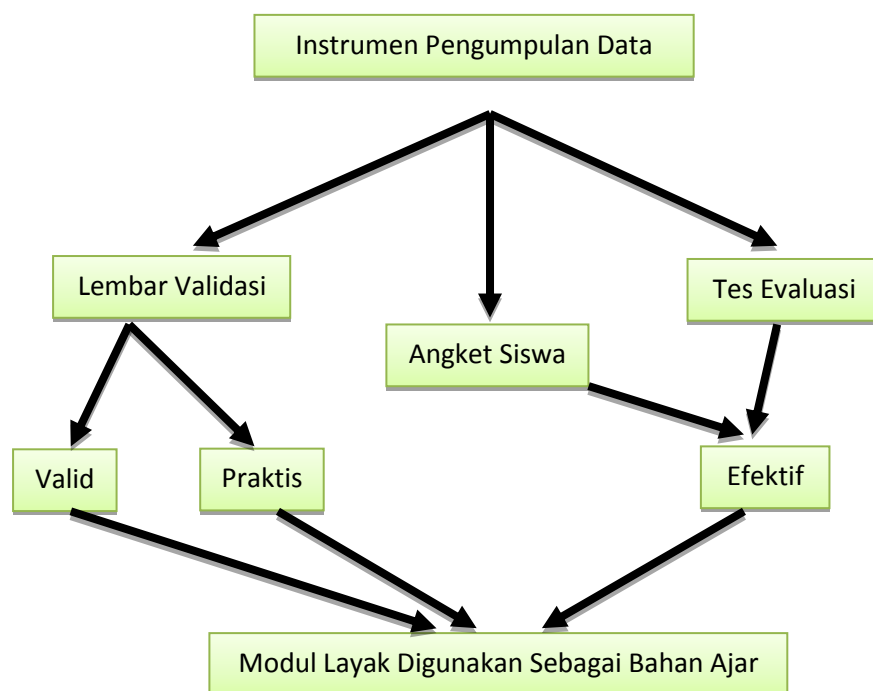 Instrumen Pengumpulan Data
Lembar Validasi
Tes Evaluasi
Angket Siswa
Valid
Praktis
Efektif
Modul Layak Digunakan Sebagai Bahan Ajar